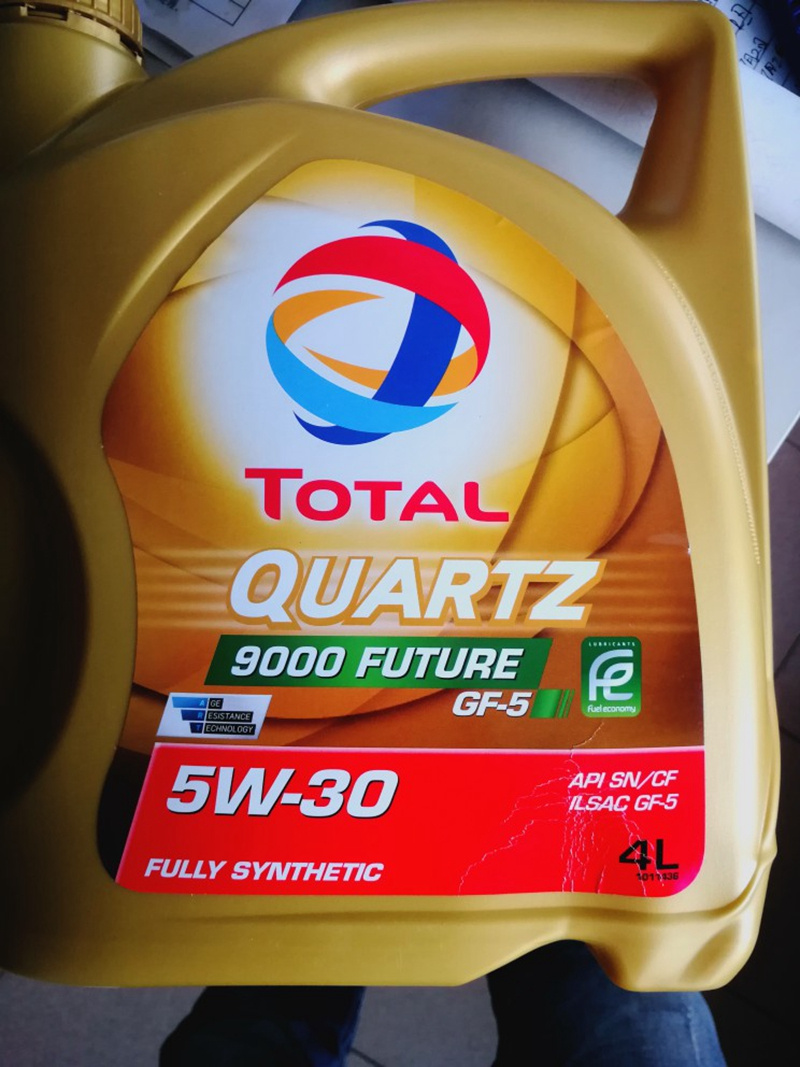 TOTAL
QUARTZ
9000 FUTURE
GF-5
LUBRICANTS
FE
Fuel economy
AGE
RESISTANCE
TECHNOLOGY
5W-30
API SN/CF
ILSAC GF-5
FULLY SYNTHETIC
4L